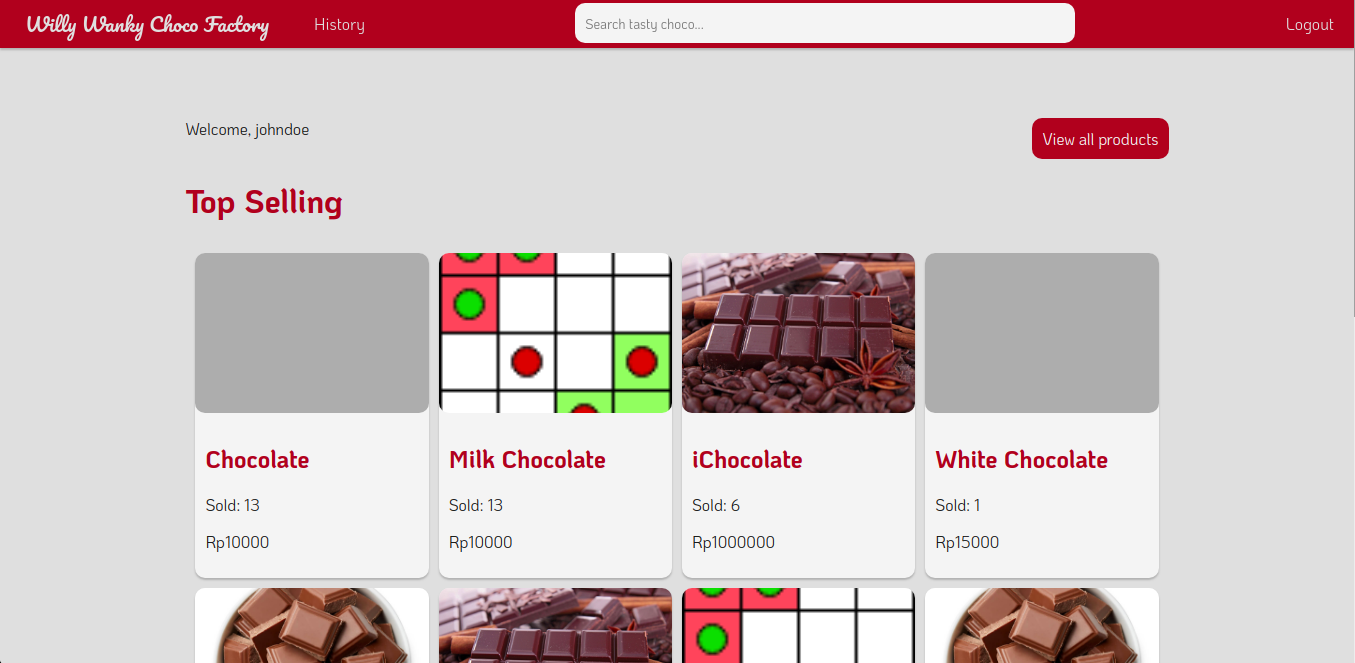 Willy Wanky Choco Factory History Search tasty choco... Logout
Welcome, johndoe View all products
Top Selling
Chocolate Milk Chocolate iChocolate White Chocolate
Sold: 13 Sold: 13 Sold: 6 Sold: 1
Rp10000 Rp10000 Rp1000000 Rp15000